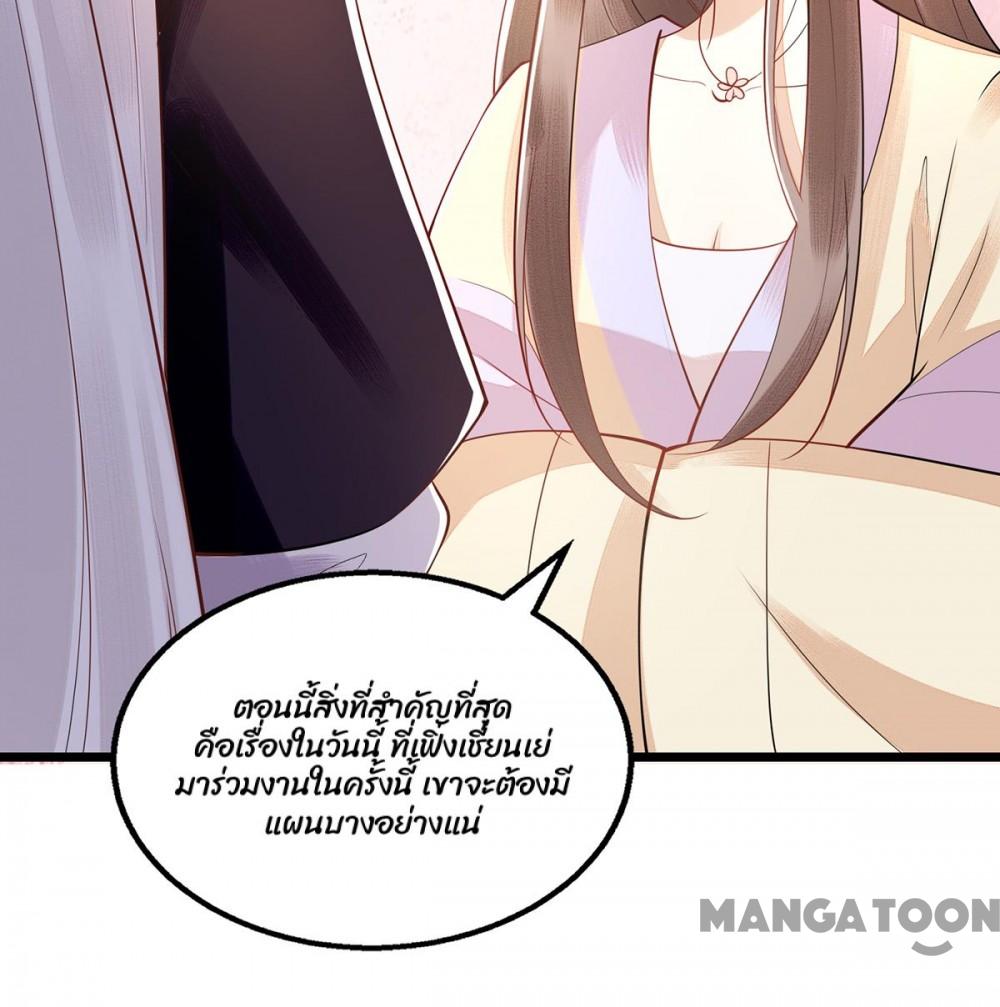 ตอนนี้สิ่งที่สำคัญที่สุด
คือเรื่องในวันนี้ ที่เฟิ่งเชียนเย่
มาร่วมงานในครั้งนี้ เขาจะต้องมี
แผนบางอย่างแน่
MANGATOON